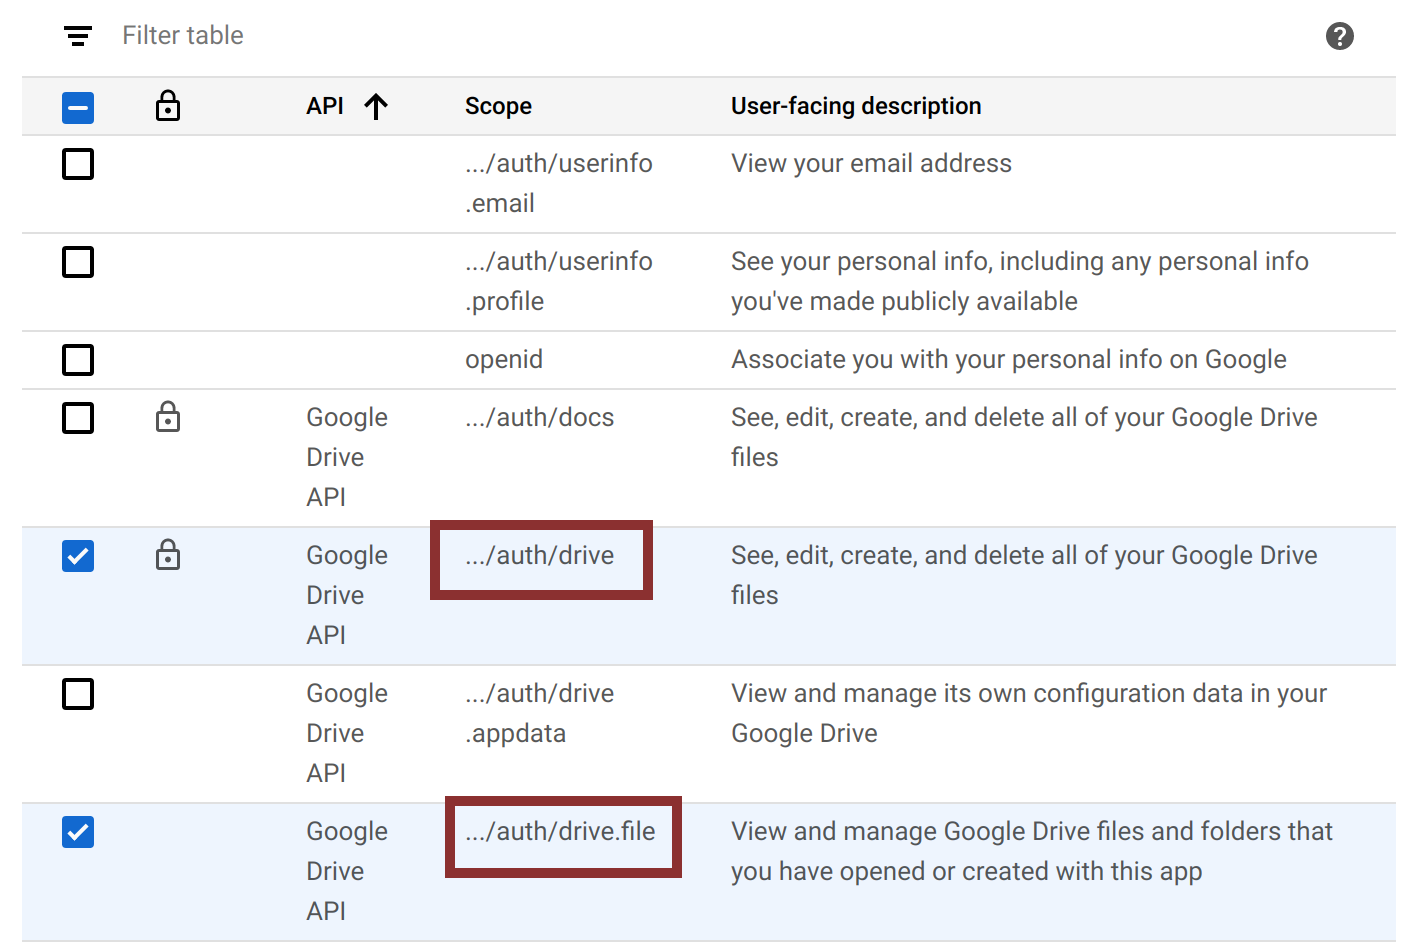 Filter table
API Scope User-facing description
.../auth/userinfo View your email address
.email
.../auth/userinfo See your personal info, including any personal info
.profile you've made publicly available
openid Associate you with your personal info on Google
Google .../auth/docs See, edit, create, and delete all of your Google Drive
Drive files
API
Google .../auth/drive See, edit, create, and delete all of your Google Drive
Drive files
API
Google .../auth/drive View and manage its own configuration data in your
Drive .appdata Google Drive
API
Google .../auth/drive.file View and manage Google Drive files and folders that
Drive you have opened or created with this app
API